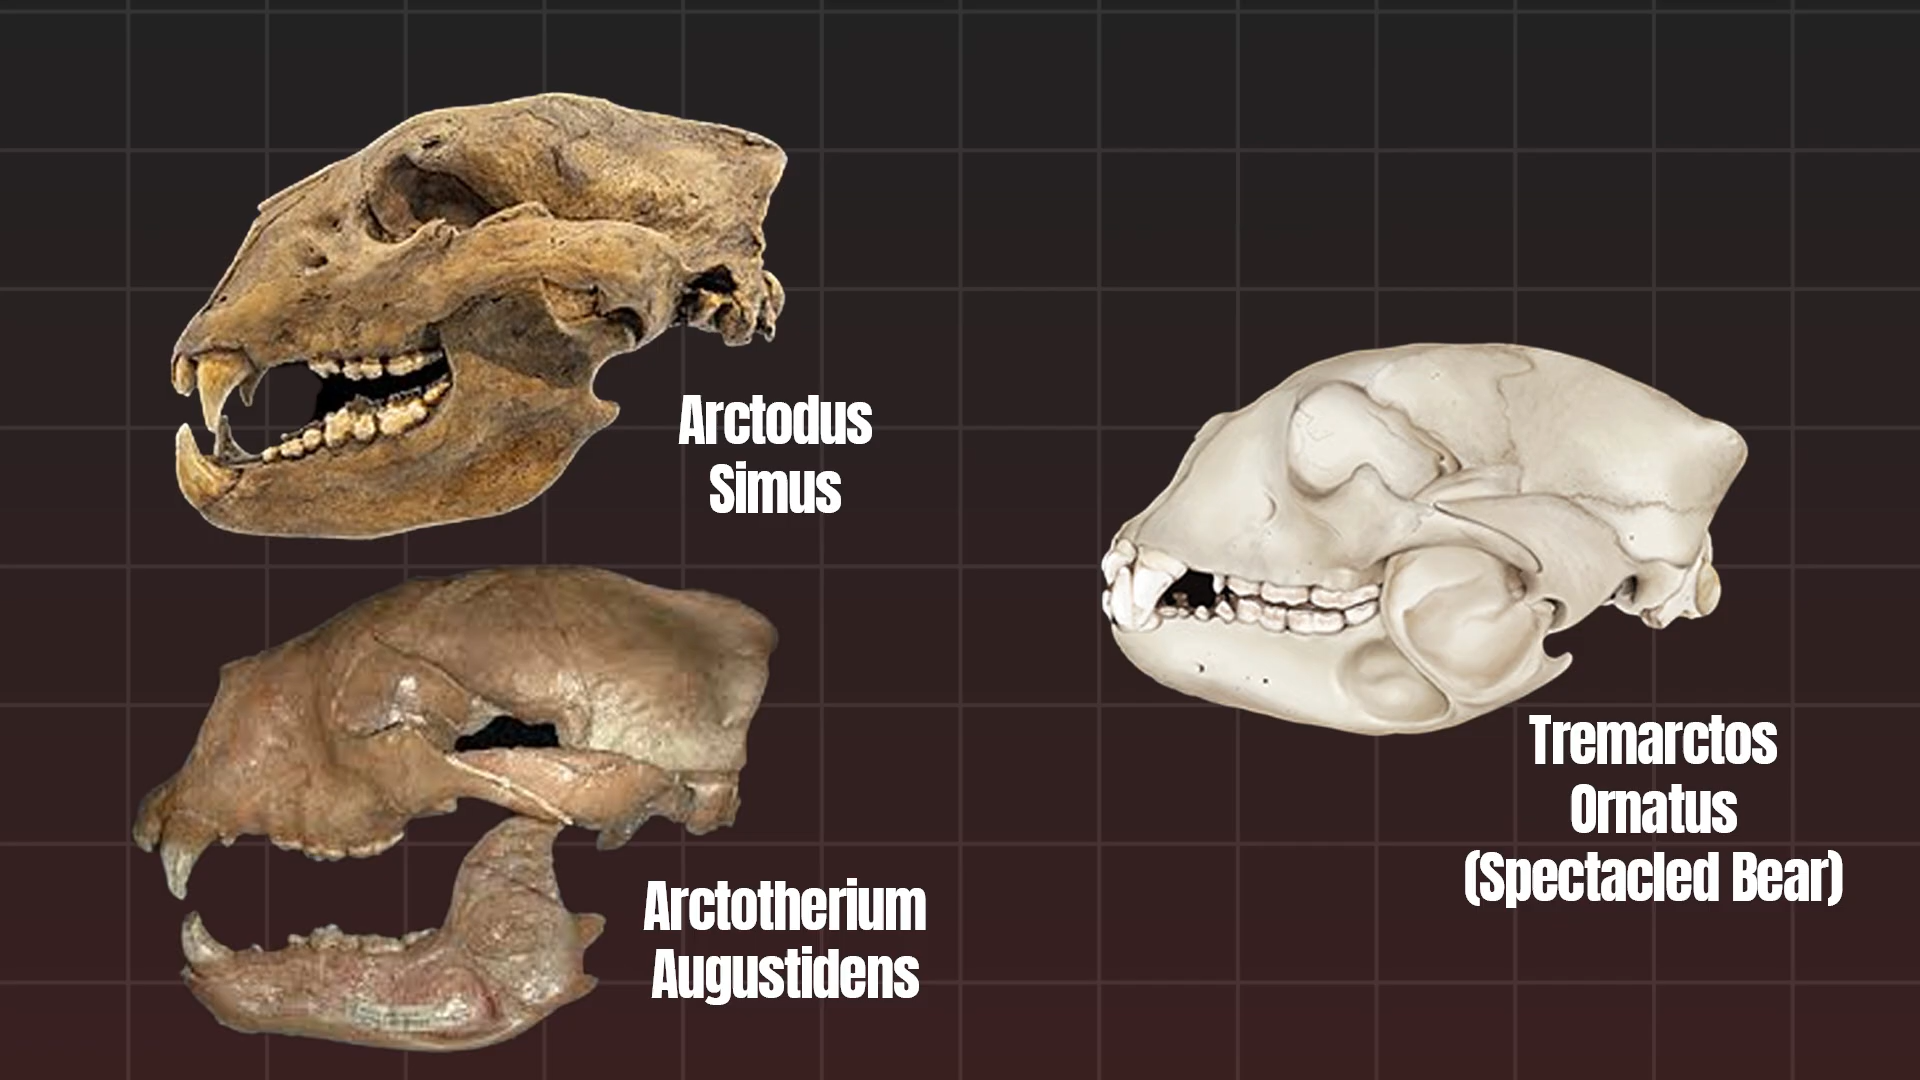 Arctodus
Simus
Arctotherium
Augustidens
Tremarctos
Ornatus
(Spectacled Bear)